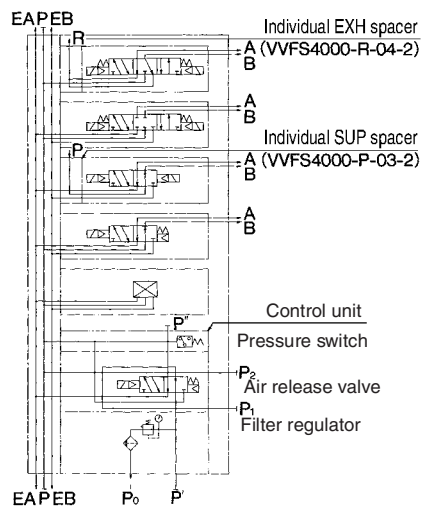 EAPEB
R
Individual EXH spacer
A (VVFS4000-R-04-2)
B
A
B
Individual SUP spacer
P
A (VVFS4000-P-03-2)
B
A
B
Control unit
P"
Pressure switch
P2
Air release valve
P1
Filter regulator
EAPEB
P0
P'